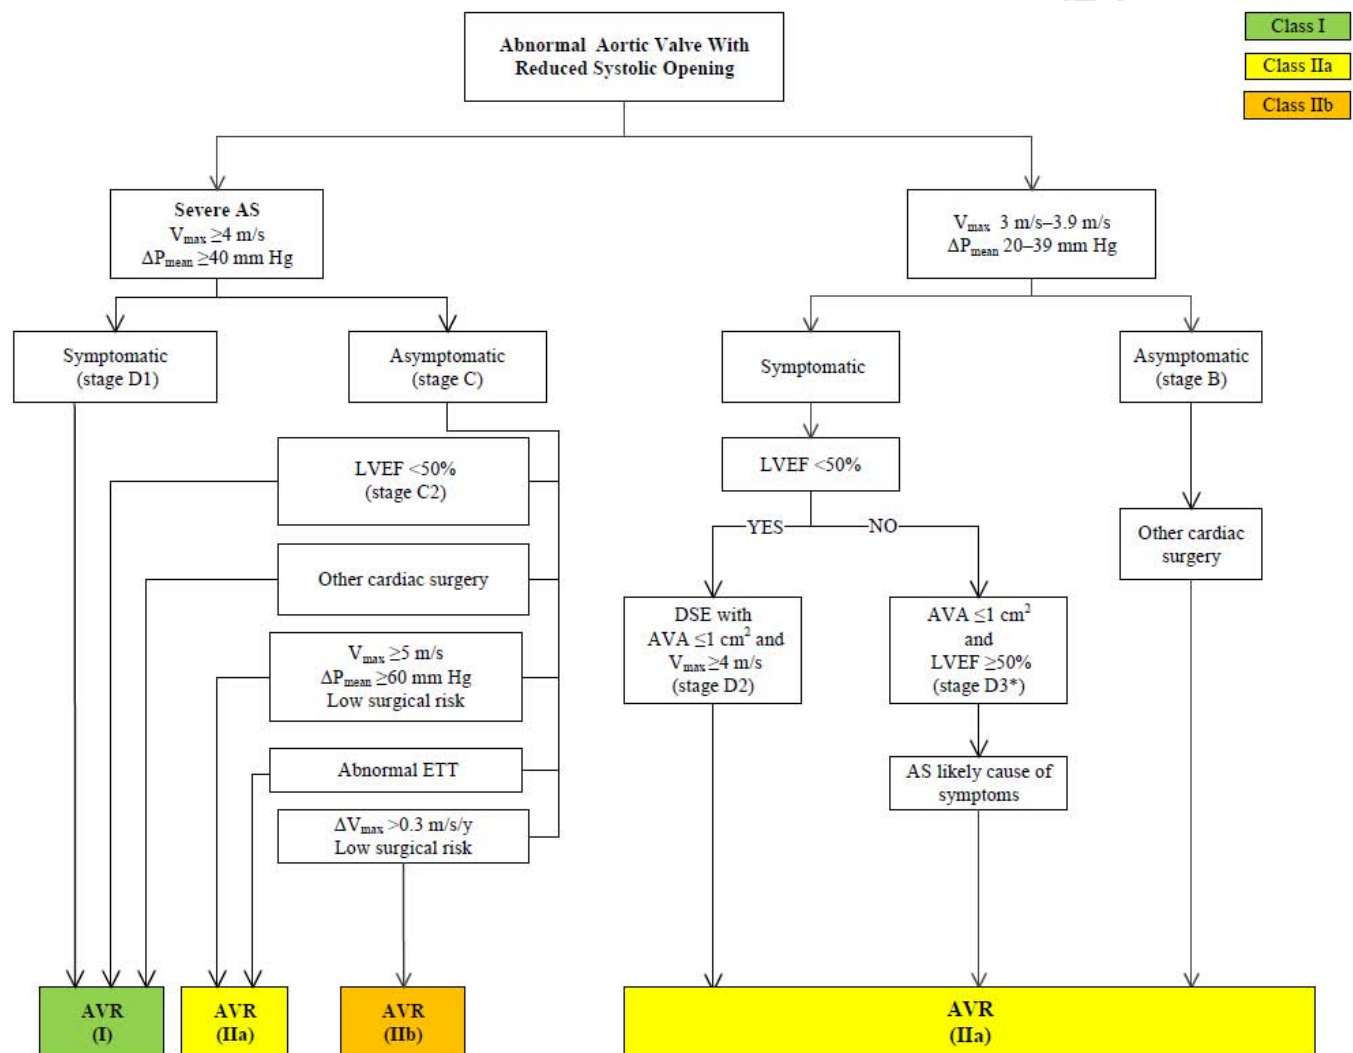 Abnormal Aortic Valve With
Reduced Systolic Opening
Class I
Class IIa
Class IIb
Severe AS
Vmax ≥4 m/s
ΔPmean ≥40 mm Hg
Vmax 3 m/s–3.9 m/s
ΔPmean 20–39 mm Hg
Symptomatic
(stage D1)
Asymptomatic
(stage C)
Symptomatic
Asymptomatic
(stage B)
LVEF <50%
(stage C2)
LVEF <50%
YES
NO
Other cardiac surgery
Other cardiac
surgery
Vmax ≥5 m/s
ΔPmean ≥60 mm Hg
Low surgical risk
DSE with
AVA ≤1 cm² and
Vmax ≥4 m/s
(stage D2)
AVA ≤1 cm²
and
LVEF ≥50%
(stage D3*)
Abnormal ETT
AS likely cause of
symptoms
ΔVmax >0.3 m/s/y
Low surgical risk
AVR
(I)
AVR
(IIa)
AVR
(IIb)
AVR
(IIa)